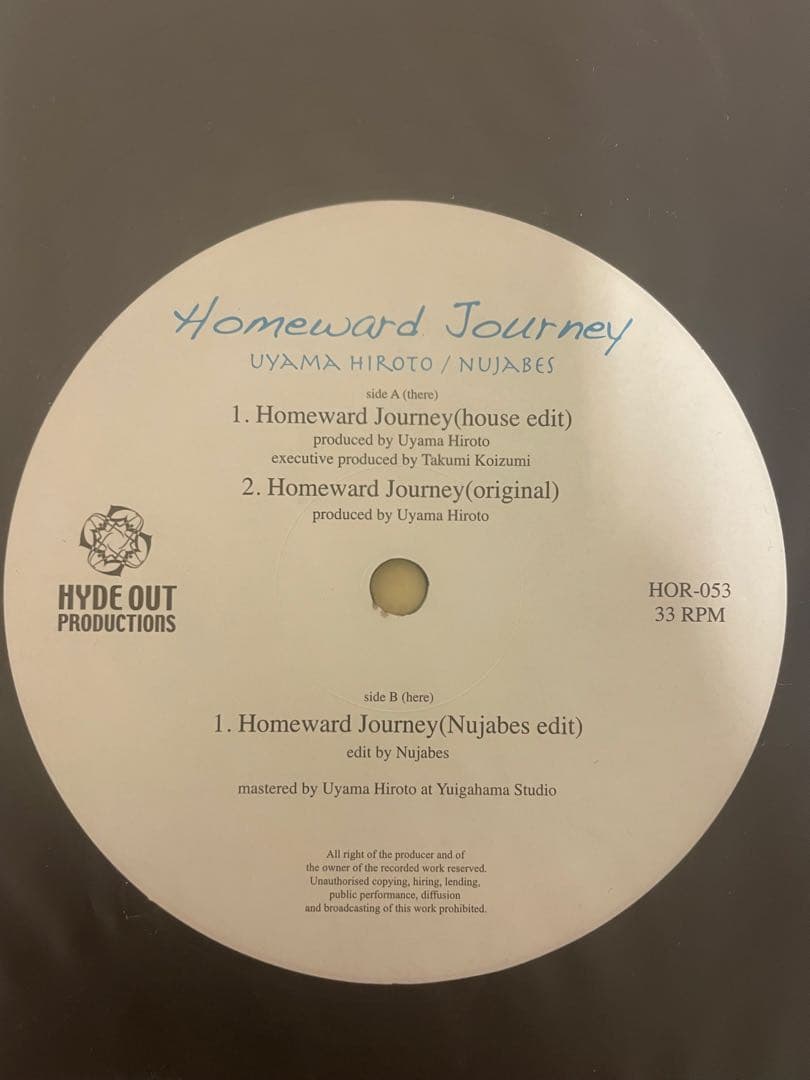 Homeward Journey
UYAMA HIROTO / NUJABES
side A (there)
1. Homeward Journey(house edit)
produced by Uyama Hiroto
executive produced by Takumi Koizumi
2. Homeward Journey(original)
produced by Uyama Hiroto
HYDE OUT
PRODUCTIONS
HOR-053
33 RPM
side B (here)
1. Homeward Journey(Nujabes edit)
edit by Nujabes
mastered by Uyama Hiroto at Yuigahama Studio
All right of the producer and of
the owner of the recorded work reserved.
Unauthorised copying, hiring, lending,
public performance, diffusion
and broadcasting of this work prohibited.